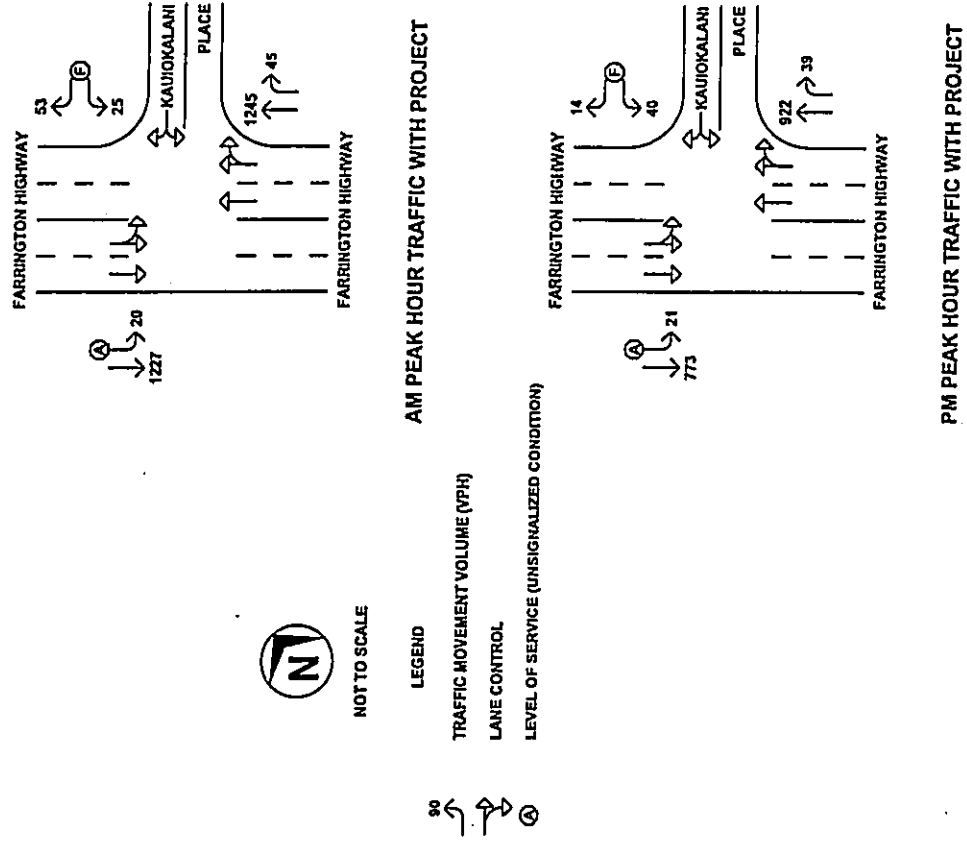 N
NOT TO SCALE
LEGEND
90
TRAFFIC MOVEMENT VOLUME (VPH)
LANE CONTROL
A
LEVEL OF SERVICE (UNSIGNALIZED CONDITION)
FARRINGTON HIGHWAY
53
F
25
KAUIOKALANI
PLACE
A
20
1227
1245
45
FARRINGTON HIGHWAY
AM PEAK HOUR TRAFFIC WITH PROJECT
FARRINGTON HIGHWAY
14
F
40
KAUIOKALANI
PLACE
A
21
773
922
39
FARRINGTON HIGHWAY
PM PEAK HOUR TRAFFIC WITH PROJECT